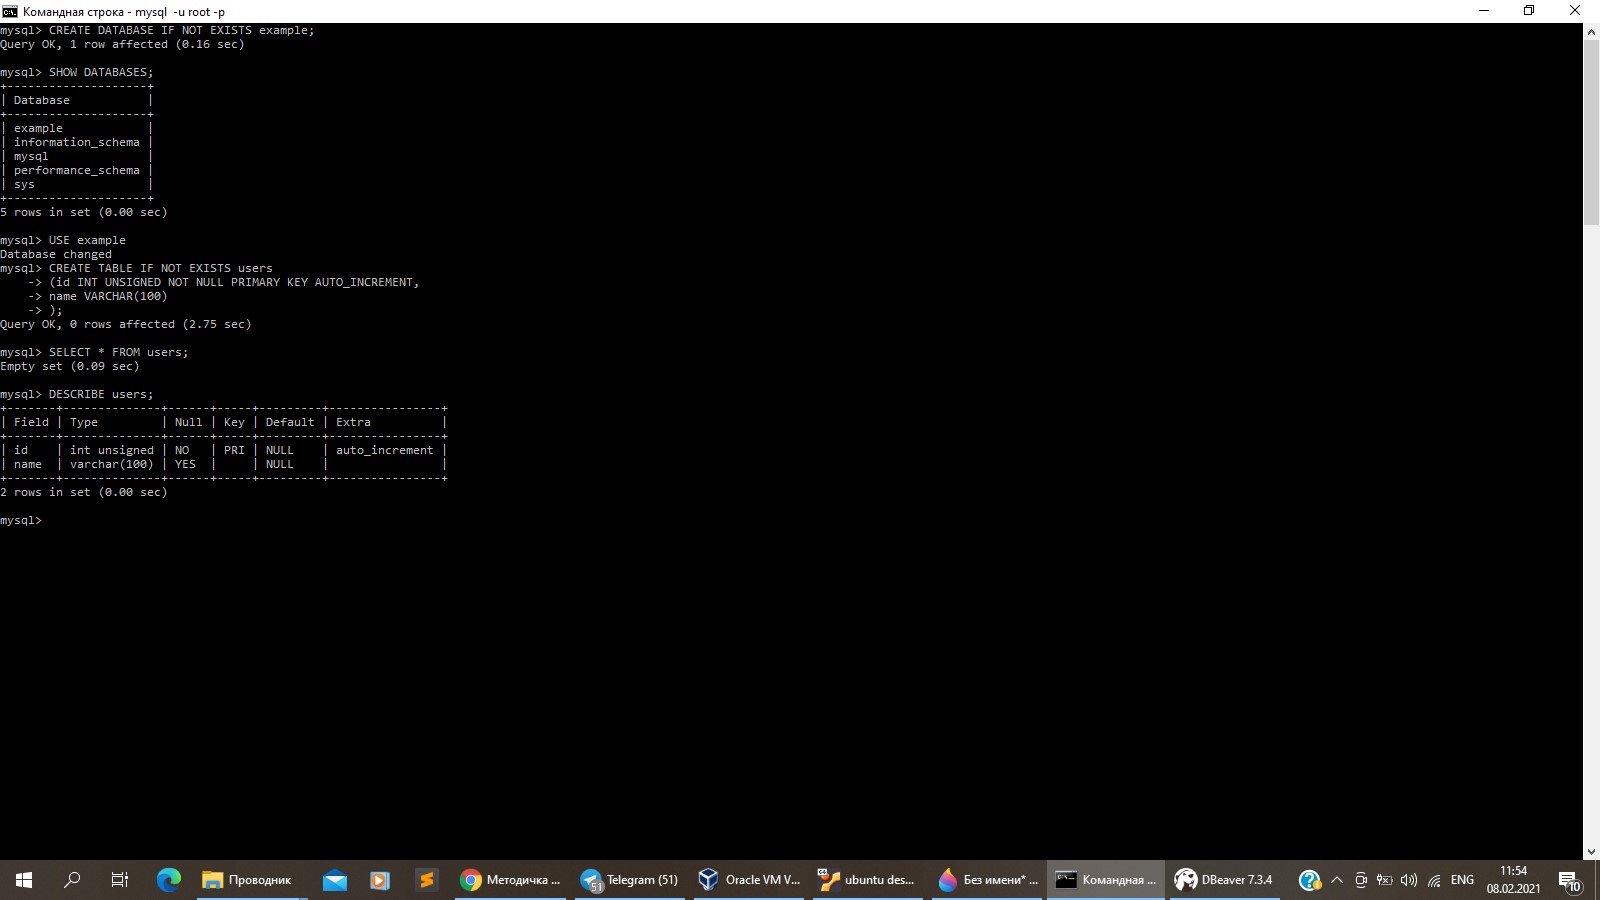 Командная строка - mysql  -u root -p
mysql> CREATE DATABASE IF NOT EXISTS example;
Query OK, 1 row affected (0.16 sec)
mysql> SHOW DATABASES;
+--------------------+
| Database           |
+--------------------+
| example            |
| information_schema |
| mysql              |
| performance_schema |
| sys                |
+--------------------+
5 rows in set (0.00 sec)
mysql> USE example
Database changed
mysql> CREATE TABLE IF NOT EXISTS users
    -> (id INT UNSIGNED NOT NULL PRIMARY KEY AUTO_INCREMENT,
    -> name VARCHAR(100)
    -> );
Query OK, 0 rows affected (2.75 sec)
mysql> SELECT * FROM users;
Empty set (0.09 sec)
mysql> DESCRIBE users;
+-------+--------------+------+-----+---------+----------------+
| Field | Type         | Null | Key | Default | Extra          |
+-------+--------------+------+-----+---------+----------------+
| id    | int unsigned | NO   | PRI | NULL    | auto_increment |
| name  | varchar(100) | YES  |     | NULL    |                |
+-------+--------------+------+-----+---------+----------------+
2 rows in set (0.00 sec)
mysql>
Проводник
Методичка ...
51
Telegram (51)
Oracle VM V...
64
ubuntu des...
Без имени* ...
Командная ...
DBeaver 7.3.4
ENG
11:54
08.02.2021
10